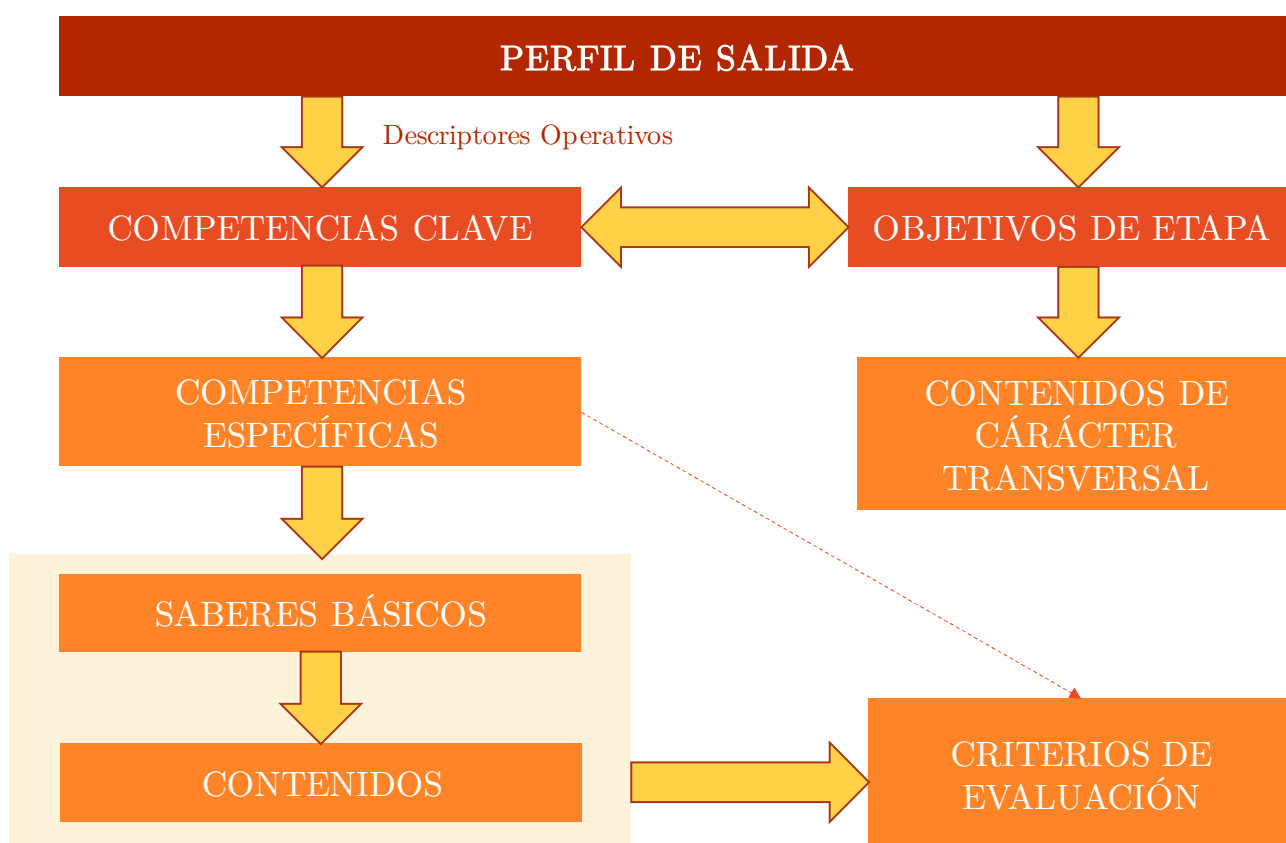 PERFIL DE SALIDA
Descriptores Operativos
COMPETENCIAS CLAVE
OBJETIVOS DE ETAPA
COMPETENCIAS
ESPECÍFICAS
CONTENIDOS DE
CÁRÁCTER
TRANSVERSAL
SABERES BÁSICOS
CONTENIDOS
CRITERIOS DE
EVALUACIÓN